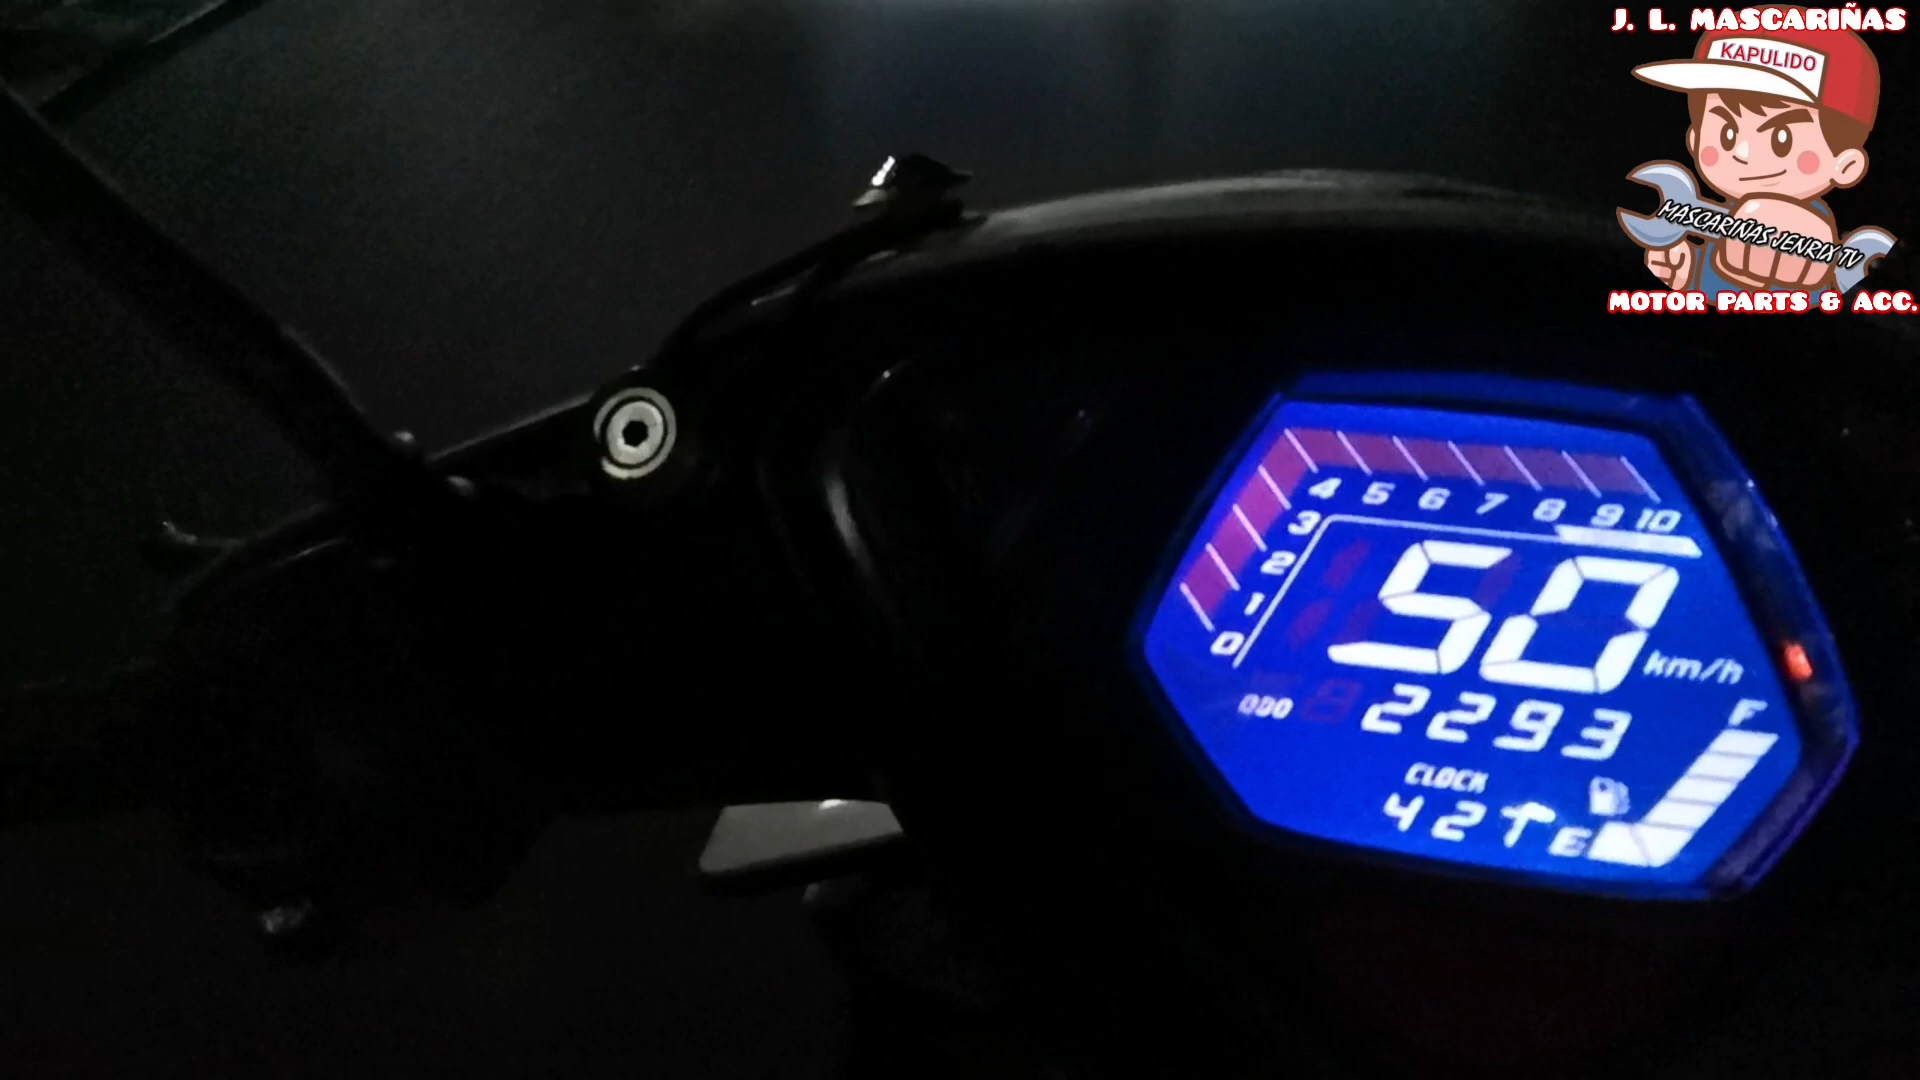 J. L. MASCARIÑAS
KAPULIDO
MASCARIÑAS JENRIX TV
MOTOR PARTS & ACC.
4 5 6 7 8 9 10
3
2
1
0
50 km/h
ODO 2293
F
CLOCK
42
E